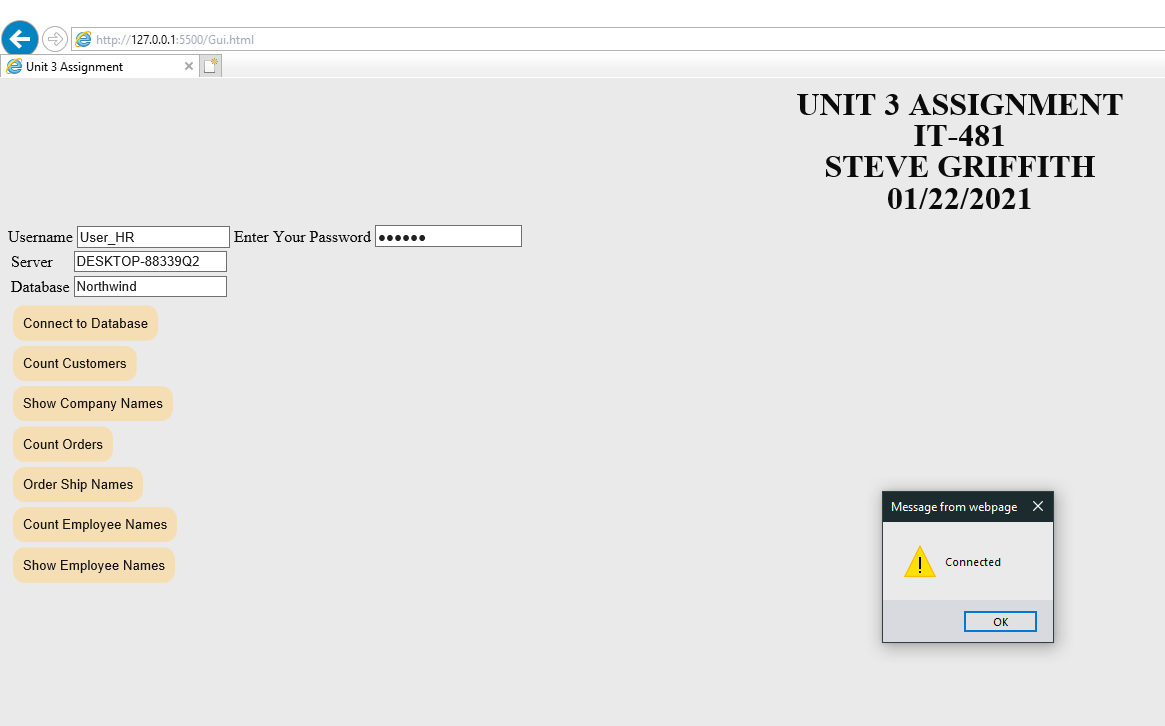 http://127.0.0.1:5500/Gui.html
Unit 3 Assignment
UNIT 3 ASSIGNMENT
IT-481
STEVE GRIFFITH
01/22/2021
Username User_HR Enter Your Password ●●●●●●
Server DESKTOP-88339Q2
Database Northwind
Connect to Database
Count Customers
Show Company Names
Count Orders
Order Ship Names
Count Employee Names
Show Employee Names
Message from webpage
Connected
OK